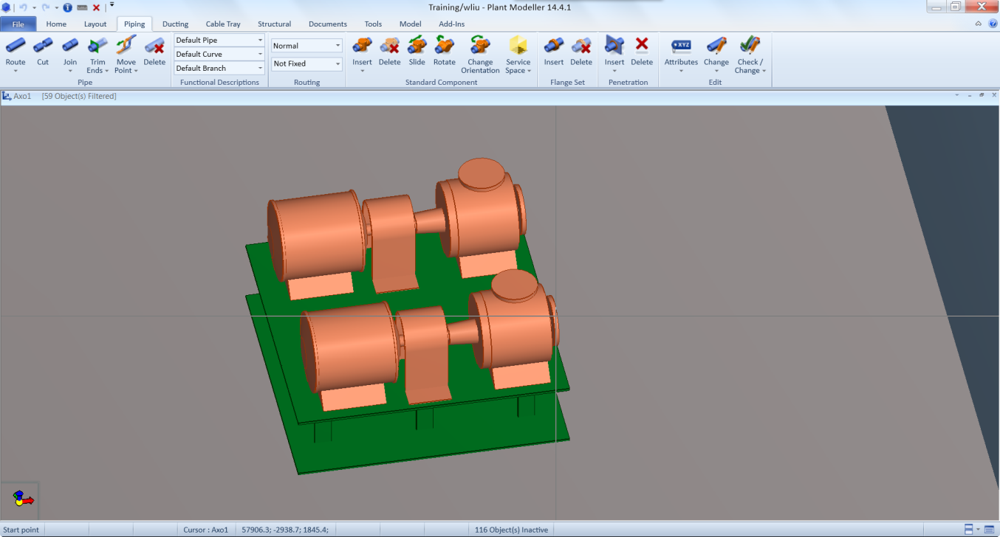 Training/wliu - Plant Modeller 14.4.1
File Home Layout Piping Ducting Cable Tray Structural Documents Tools Model Add-Ins
Route
Cut
Join
Trim
Ends
Move
Point
Delete
Pipe
Default Pipe
Default Curve
Default Branch
Functional Descriptions
Normal
Not Fixed
Routing
Insert
Delete
Slide
Rotate
Change
Orientation
Service
Space
Standard Component
Insert
Delete
Flange Set
Insert
Delete
Penetration
XYZ
Attributes
Change
Check /
Change
Edit
Axo1 [59 Object(s) Filtered]
Start point Cursor : Axo1 57906.3; -2938.7; 1845.4; 116 Object(s) Inactive